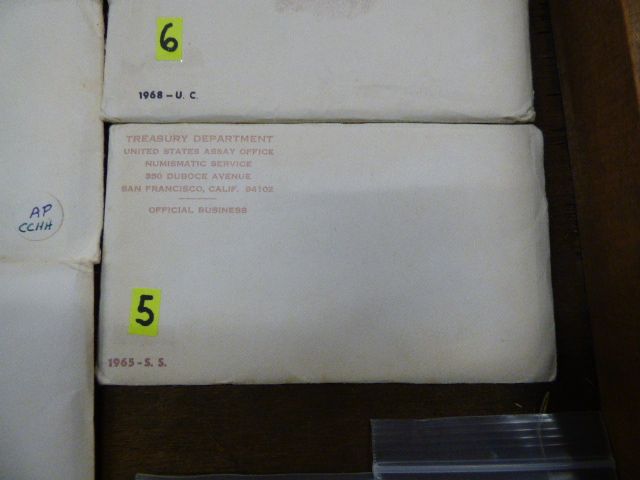 6
1968 – U. C.
TREASURY DEPARTMENT
UNITED STATES ASSAY OFFICE
NUMISMATIC SERVICE
350 DUBOCE AVENUE
SAN FRANCISCO, CALIF. 94102
OFFICIAL BUSINESS
AP
CCHH
5
1965 – S. S.